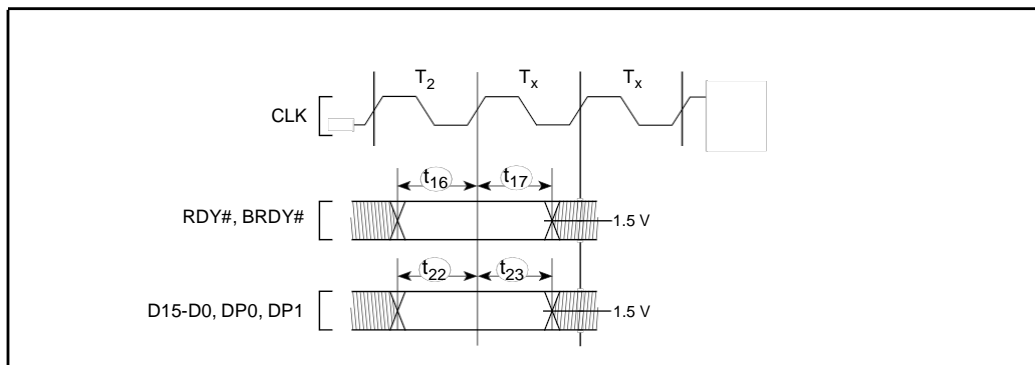 T2 Tx Tx
CLK
t16 t17
RDY#, BRDY#
1.5 V
t22 t23
D15-D0, DP0, DP1
1.5 V